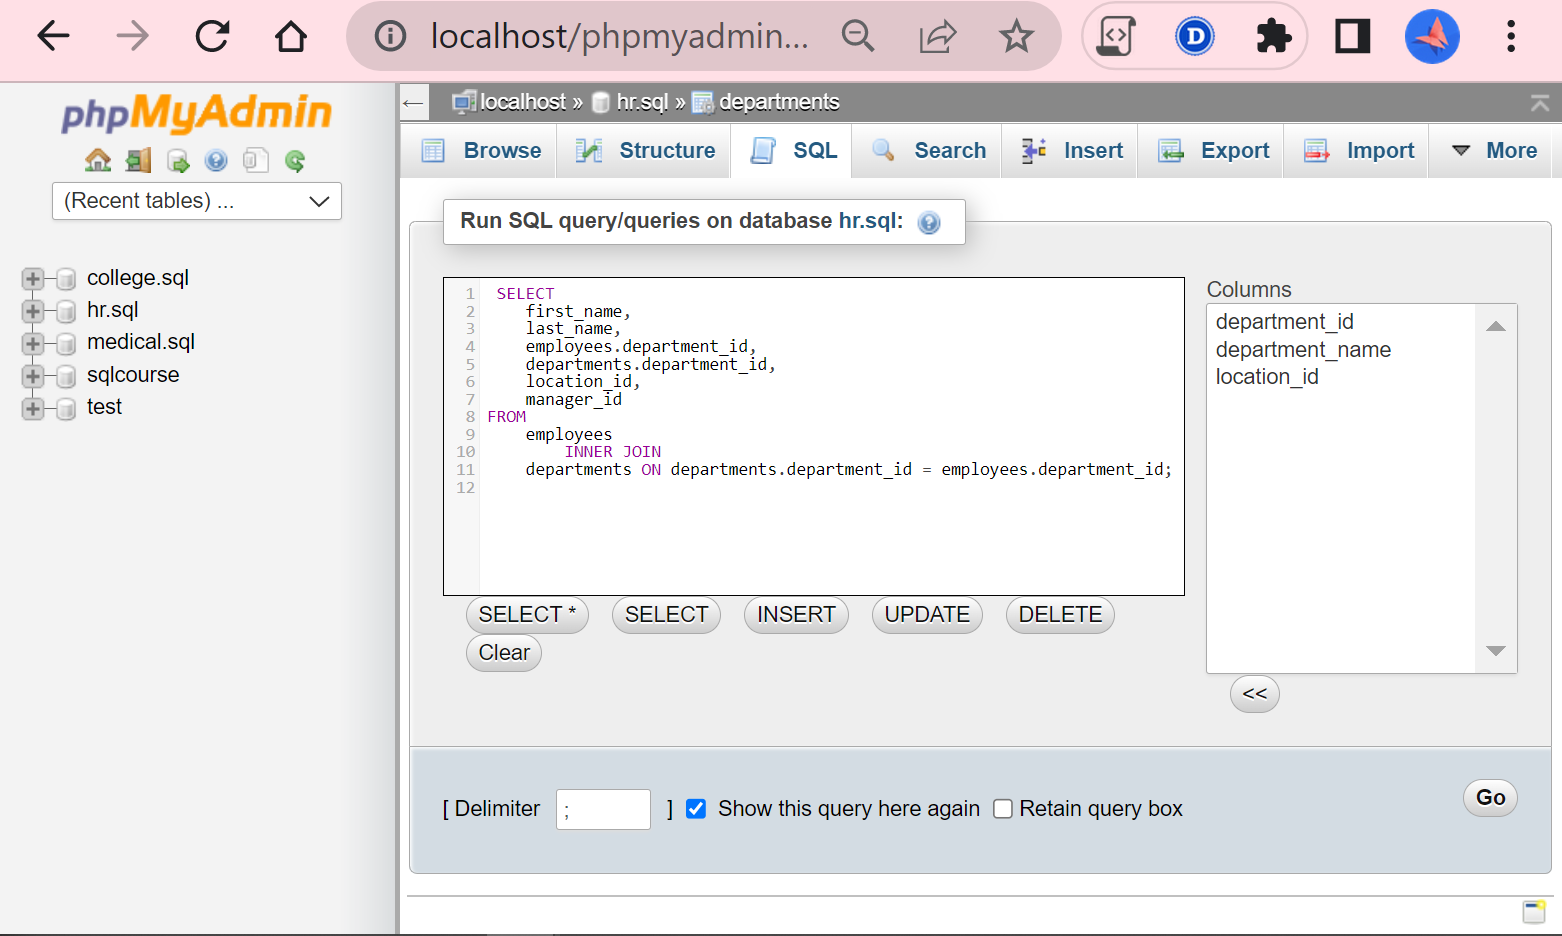 localhost/phpmyadmin...
phpMyAdmin
(Recent tables) ...
college.sql
hr.sql
medical.sql
sqlcourse
test
localhost » hr.sql » departments
Browse Structure SQL Search Insert Export Import More
Run SQL query/queries on database hr.sql:
1 SELECT
2 first_name,
3 last_name,
4 employees.department_id,
5 departments.department_id,
6 location_id,
7 manager_id
8 FROM
9 employees
10 INNER JOIN
11 departments ON departments.department_id = employees.department_id;
12
SELECT * SELECT INSERT UPDATE DELETE
Clear
Columns
department_id
department_name
location_id
<<
[ Delimiter ; ] Show this query here again Retain query box
Go